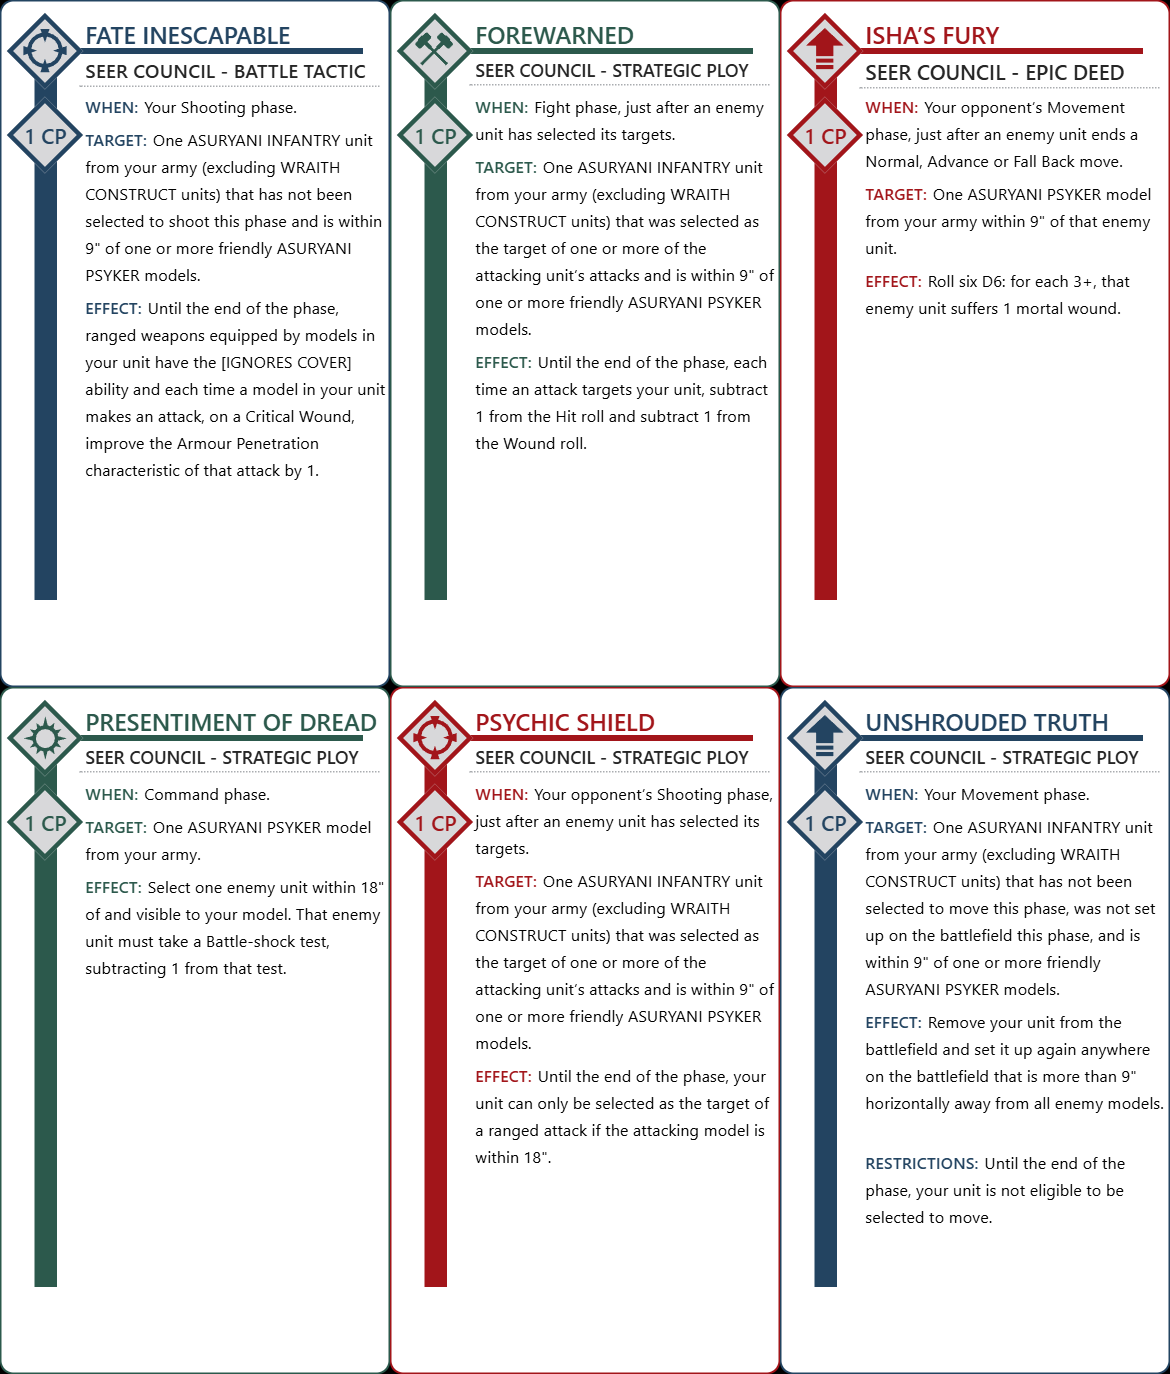 FATE INESCAPABLE
SEER COUNCIL - BATTLE TACTIC
1 CP
WHEN: Your Shooting phase.
TARGET: One ASURYANI INFANTRY unit
from your army (excluding WRAITH
CONSTRUCT units) that has not been
selected to shoot this phase and is within
9" of one or more friendly ASURYANI
PSYKER models.
EFFECT: Until the end of the phase,
ranged weapons equipped by models in
your unit have the [IGNORES COVER]
ability and each time a model in your unit
makes an attack, on a Critical Wound,
improve the Armour Penetration
characteristic of that attack by 1.
FOREWARNED
SEER COUNCIL - STRATEGIC PLOY
1 CP
WHEN: Fight phase, just after an enemy
unit has selected its targets.
TARGET: One ASURYANI INFANTRY unit
from your army (excluding WRAITH
CONSTRUCT units) that was selected as
the target of one or more of the
attacking unit's attacks and is within 9" of
one or more friendly ASURYANI PSYKER
models.
EFFECT: Until the end of the phase, each
time an attack targets your unit, subtract
1 from the Hit roll and subtract 1 from
the Wound roll.
ISHA'S FURY
SEER COUNCIL - EPIC DEED
1 CP
WHEN: Your opponent's Movement
phase, just after an enemy unit ends a
Normal, Advance or Fall Back move.
TARGET: One ASURYANI PSYKER model
from your army within 9" of that enemy
unit.
EFFECT: Roll six D6: for each 3+, that
enemy unit suffers 1 mortal wound.
PRESENTIMENT OF DREAD
SEER COUNCIL - STRATEGIC PLOY
1 CP
WHEN: Command phase.
TARGET: One ASURYANI PSYKER model
from your army.
EFFECT: Select one enemy unit within 18"
of and visible to your model. That enemy
unit must take a Battle-shock test,
subtracting 1 from that test.
PSYCHIC SHIELD
SEER COUNCIL - STRATEGIC PLOY
1 CP
WHEN: Your opponent's Shooting phase,
just after an enemy unit has selected its
targets.
TARGET: One ASURYANI INFANTRY unit
from your army (excluding WRAITH
CONSTRUCT units) that was selected as
the target of one or more of the
attacking unit's attacks and is within 9" of
one or more friendly ASURYANI PSYKER
models.
EFFECT: Until the end of the phase, your
unit can only be selected as the target of
a ranged attack if the attacking model is
within 18".
UNSHROUDED TRUTH
SEER COUNCIL - STRATEGIC PLOY
1 CP
WHEN: Your Movement phase.
TARGET: One ASURYANI INFANTRY unit
from your army (excluding WRAITH
CONSTRUCT units) that has not been
selected to move this phase, was not set
up on the battlefield this phase, and is
within 9" of one or more friendly
ASURYANI PSYKER models.
EFFECT: Remove your unit from the
battlefield and set it up again anywhere
on the battlefield that is more than 9"
horizontally away from all enemy models.
RESTRICTIONS: Until the end of the
phase, your unit is not eligible to be
selected to move.